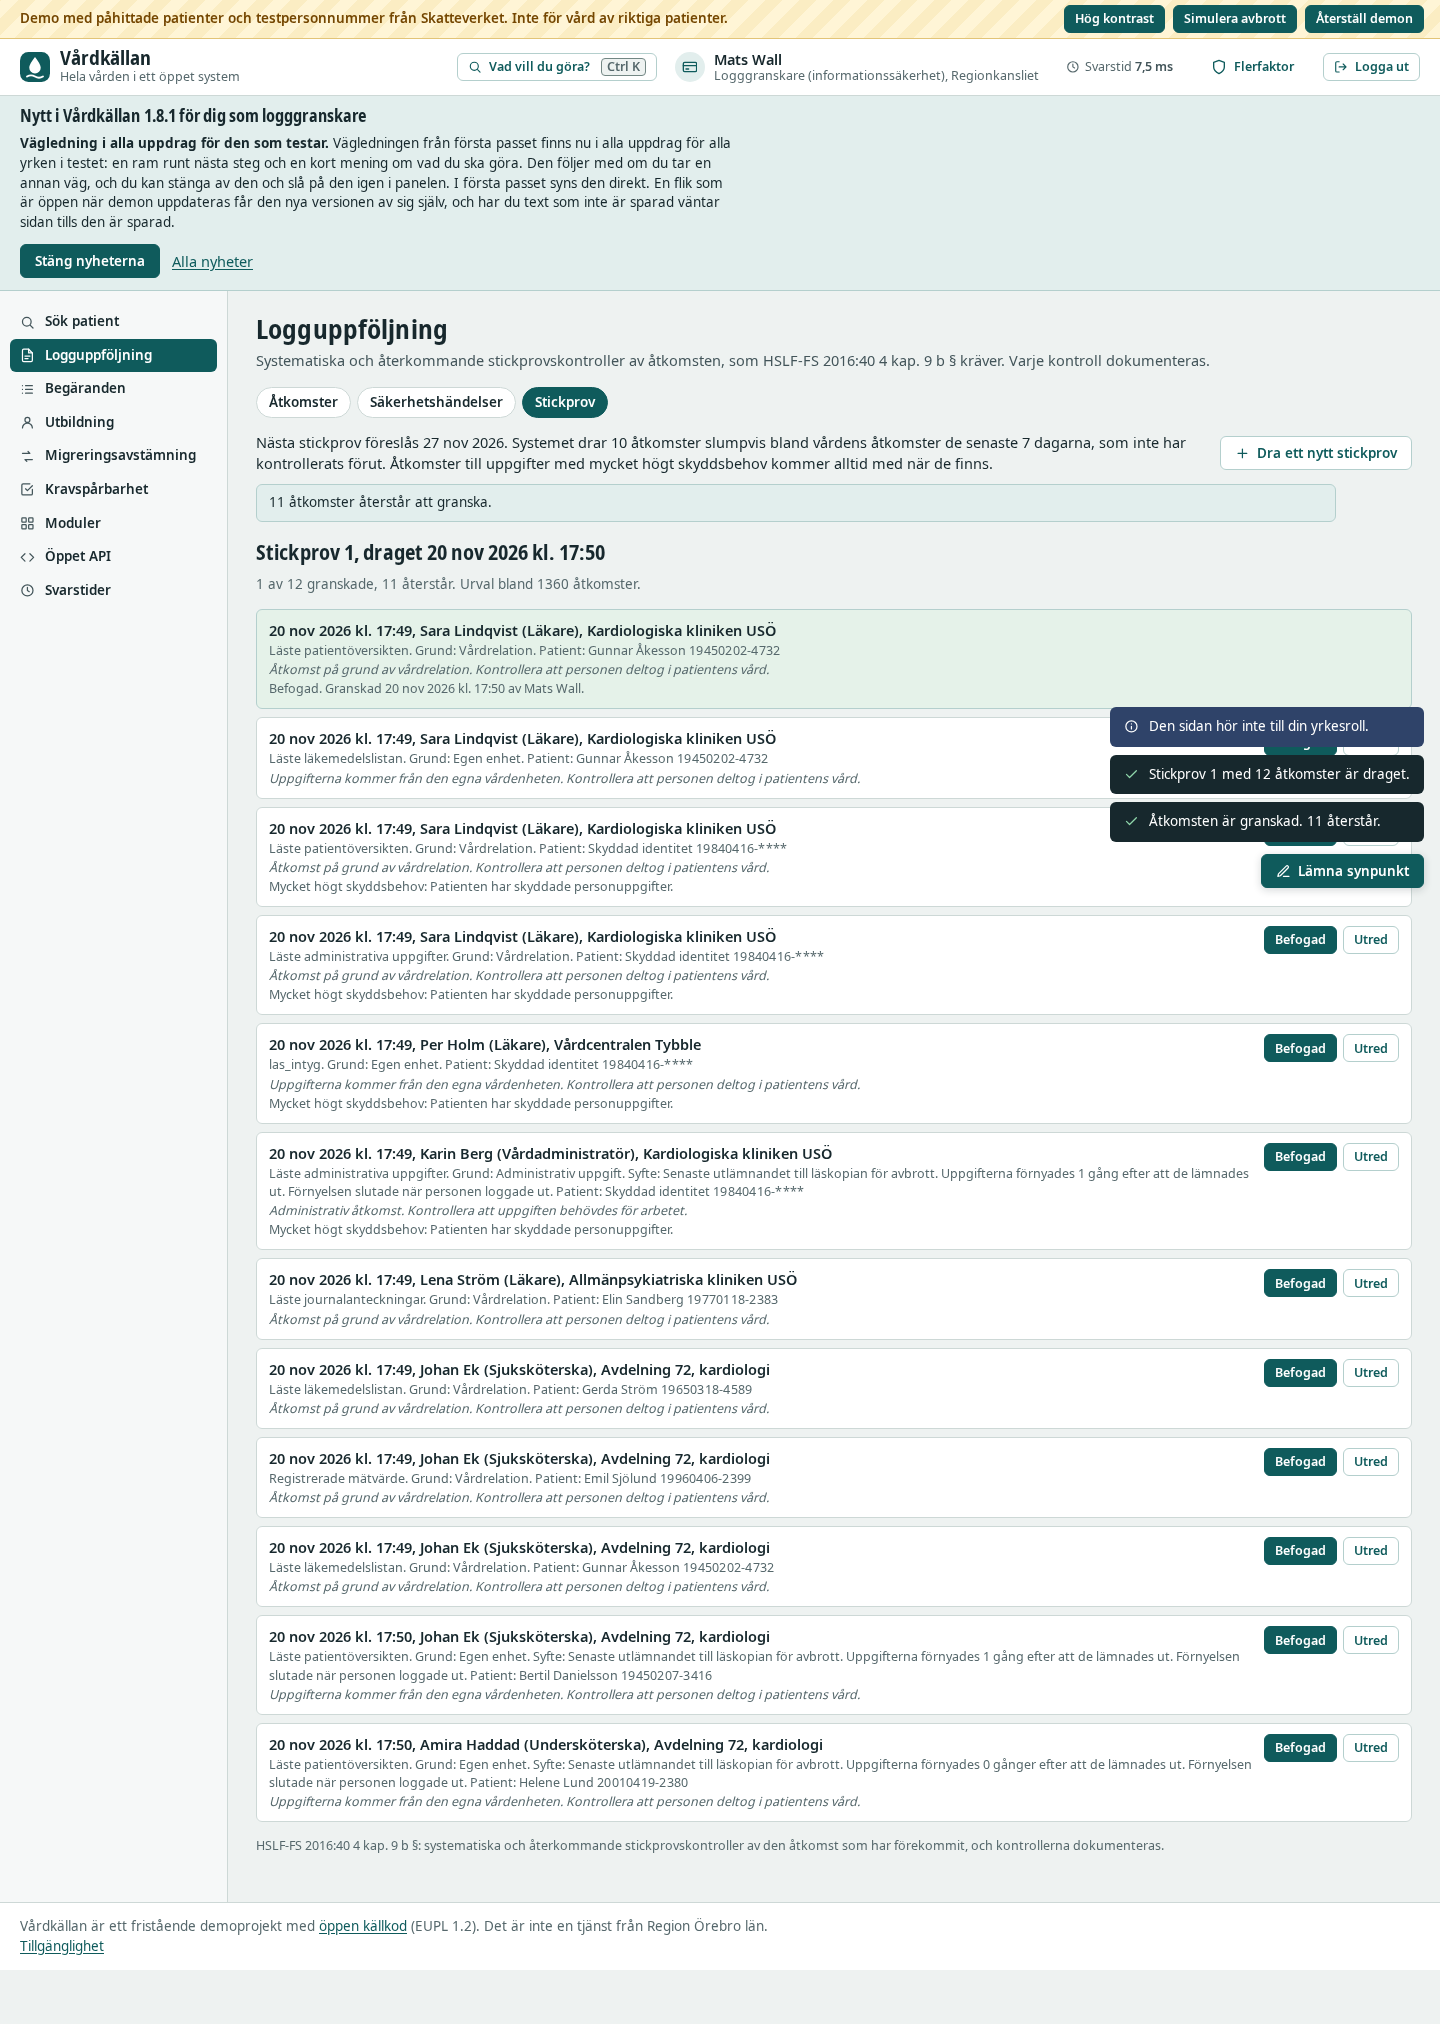 Demo med påhittade patienter och testpersonnummer från Skatteverket. Inte för vård av riktiga patienter.
Hög kontrast
Simulera avbrott
Återställ demon
Vårdkällan
Hela vården i ett öppet system
Vad vill du göra? Ctrl K
Mats Wall
Logggranskare (informationssäkerhet), Regionkansliet
Svarstid 7,5 ms
Flerfaktor
Logga ut
Nytt i Vårdkällan 1.8.1 för dig som logggranskare
Vägledning i alla uppdrag för den som testar. Vägledningen från första passet finns nu i alla uppdrag för alla
yrken i testet: en ram runt nästa steg och en kort mening om vad du ska göra. Den följer med om du tar en
annan väg, och du kan stänga av den och slå på den igen i panelen. I första passet syns den direkt. En flik som
är öppen när demon uppdateras får den nya versionen av sig själv, och har du text som inte är sparad väntar
sidan tills den är sparad.
Stäng nyheterna
Alla nyheter
Sök patient
Logguppföljning
Begäranden
Utbildning
Migreringsavstämning
Kravspårbarhet
Moduler
Öppet API
Svarstider
Logguppföljning
Systematiska och återkommande stickprovskontroller av åtkomsten, som HSLF-FS 2016:40 4 kap. 9 b § kräver. Varje kontroll dokumenteras.
Åtkomster
Säkerhetshändelser
Stickprov
Nästa stickprov föreslås 27 nov 2026. Systemet drar 10 åtkomster slumpvis bland vårdens åtkomster de senaste 7 dagarna, som inte har
kontrollerats förut. Åtkomster till uppgifter med mycket högt skyddsbehov kommer alltid med när de finns.
Dra ett nytt stickprov
11 åtkomster återstår att granska.
Stickprov 1, draget 20 nov 2026 kl. 17:50
1 av 12 granskade, 11 återstår. Urval bland 1360 åtkomster.
20 nov 2026 kl. 17:49, Sara Lindqvist (Läkare), Kardiologiska kliniken USÖ
Läste patientöversikten. Grund: Vårdrelation. Patient: Gunnar Åkesson 19450202-4732
Åtkomst på grund av vårdrelation. Kontrollera att personen deltog i patientens vård.
Befogad. Granskad 20 nov 2026 kl. 17:50 av Mats Wall.
20 nov 2026 kl. 17:49, Sara Lindqvist (Läkare), Kardiologiska kliniken USÖ
Läste läkemedelslistan. Grund: Egen enhet. Patient: Gunnar Åkesson 19450202-4732
Uppgifterna kommer från den egna vårdenheten. Kontrollera att personen deltog i patientens vård.
Den sidan hör inte till din yrkesroll.
Stickprov 1 med 12 åtkomster är draget.
Åtkomsten är granskad. 11 återstår.
Lämna synpunkt
20 nov 2026 kl. 17:49, Sara Lindqvist (Läkare), Kardiologiska kliniken USÖ
Läste patientöversikten. Grund: Vårdrelation. Patient: Skyddad identitet 19840416-****
Åtkomst på grund av vårdrelation. Kontrollera att personen deltog i patientens vård.
Mycket högt skyddsbehov: Patienten har skyddade personuppgifter.
20 nov 2026 kl. 17:49, Sara Lindqvist (Läkare), Kardiologiska kliniken USÖ
Läste administrativa uppgifter. Grund: Vårdrelation. Patient: Skyddad identitet 19840416-****
Åtkomst på grund av vårdrelation. Kontrollera att personen deltog i patientens vård.
Mycket högt skyddsbehov: Patienten har skyddade personuppgifter.
Befogad
Utred
20 nov 2026 kl. 17:49, Per Holm (Läkare), Vårdcentralen Tybble
las_intyg. Grund: Egen enhet. Patient: Skyddad identitet 19840416-****
Uppgifterna kommer från den egna vårdenheten. Kontrollera att personen deltog i patientens vård.
Mycket högt skyddsbehov: Patienten har skyddade personuppgifter.
Befogad
Utred
20 nov 2026 kl. 17:49, Karin Berg (Vårdadministratör), Kardiologiska kliniken USÖ
Läste administrativa uppgifter. Grund: Administrativ uppgift. Syfte: Senaste utlämnandet till läskopian för avbrott. Uppgifterna förnyades 1 gång efter att de lämnades
ut. Förnyelsen slutade när personen loggade ut. Patient: Skyddad identitet 19840416-****
Administrativ åtkomst. Kontrollera att uppgiften behövdes för arbetet.
Mycket högt skyddsbehov: Patienten har skyddade personuppgifter.
Befogad
Utred
20 nov 2026 kl. 17:49, Lena Ström (Läkare), Allmänpsykiatriska kliniken USÖ
Läste journalanteckningar. Grund: Vårdrelation. Patient: Elin Sandberg 19770118-2383
Åtkomst på grund av vårdrelation. Kontrollera att personen deltog i patientens vård.
Befogad
Utred
20 nov 2026 kl. 17:49, Johan Ek (Sjuksköterska), Avdelning 72, kardiologi
Läste läkemedelslistan. Grund: Vårdrelation. Patient: Gerda Ström 19650318-4589
Åtkomst på grund av vårdrelation. Kontrollera att personen deltog i patientens vård.
Befogad
Utred
20 nov 2026 kl. 17:49, Johan Ek (Sjuksköterska), Avdelning 72, kardiologi
Registrerade mätvärde. Grund: Vårdrelation. Patient: Emil Sjölund 19960406-2399
Åtkomst på grund av vårdrelation. Kontrollera att personen deltog i patientens vård.
Befogad
Utred
20 nov 2026 kl. 17:49, Johan Ek (Sjuksköterska), Avdelning 72, kardiologi
Läste läkemedelslistan. Grund: Vårdrelation. Patient: Gunnar Åkesson 19450202-4732
Åtkomst på grund av vårdrelation. Kontrollera att personen deltog i patientens vård.
Befogad
Utred
20 nov 2026 kl. 17:50, Johan Ek (Sjuksköterska), Avdelning 72, kardiologi
Läste patientöversikten. Grund: Egen enhet. Syfte: Senaste utlämnandet till läskopian för avbrott. Uppgifterna förnyades 1 gång efter att de lämnades ut. Förnyelsen
slutade när personen loggade ut. Patient: Bertil Danielsson 19450207-3416
Uppgifterna kommer från den egna vårdenheten. Kontrollera att personen deltog i patientens vård.
Befogad
Utred
20 nov 2026 kl. 17:50, Amira Haddad (Undersköterska), Avdelning 72, kardiologi
Läste patientöversikten. Grund: Egen enhet. Syfte: Senaste utlämnandet till läskopian för avbrott. Uppgifterna förnyades 0 gånger efter att de lämnades ut. Förnyelsen
slutade när personen loggade ut. Patient: Helene Lund 20010419-2380
Uppgifterna kommer från den egna vårdenheten. Kontrollera att personen deltog i patientens vård.
Befogad
Utred
HSLF-FS 2016:40 4 kap. 9 b §: systematiska och återkommande stickprovskontroller av den åtkomst som har förekommit, och kontrollerna dokumenteras.
Vårdkällan är ett fristående demoprojekt med öppen källkod (EUPL 1.2). Det är inte en tjänst från Region Örebro län.
Tillgänglighet